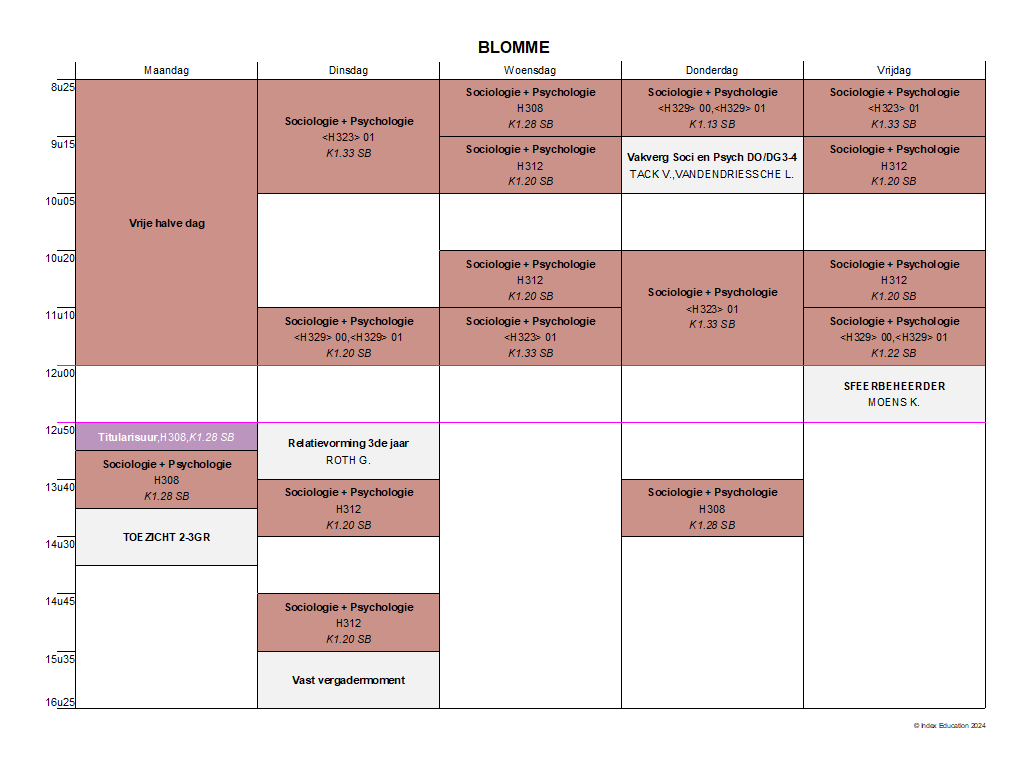 BLOMME
Maandag
Dinsdag
Woensdag
Donderdag
Vrijdag
8u25
9u15
10u05
10u20
11u10
12u00
12u50
13u40
14u30
14u45
15u35
16u25
Vrije halve dag
Titularisuur,H308,K1.28 SB
Sociologie + Psychologie
H308
K1.28 SB
TOEZICHT 2-3GR
Sociologie + Psychologie
<H323> 01
K1.33 SB
Sociologie + Psychologie
<H329> 00,<H329> 01
K1.20 SB
Relatievorming 3de jaar
ROTH G.
Sociologie + Psychologie
H312
K1.20 SB
Sociologie + Psychologie
H312
K1.20 SB
Vast vergadermoment
Sociologie + Psychologie
H308
K1.28 SB
Sociologie + Psychologie
H312
K1.20 SB
Sociologie + Psychologie
H312
K1.20 SB
Sociologie + Psychologie
<H323> 01
K1.33 SB
Sociologie + Psychologie
<H329> 00,<H329> 01
K1.13 SB
Vakverg Soci en Psych DO/DG3-4
TACK V.,VANDENDRIESSCHE L.
Sociologie + Psychologie
<H323> 01
K1.33 SB
Sociologie + Psychologie
H308
K1.28 SB
Sociologie + Psychologie
<H323> 01
K1.33 SB
Sociologie + Psychologie
H312
K1.20 SB
Sociologie + Psychologie
H312
K1.20 SB
Sociologie + Psychologie
<H329> 00,<H329> 01
K1.22 SB
SFEERBEHEERDER
MOENS K.
© Index Education 2024